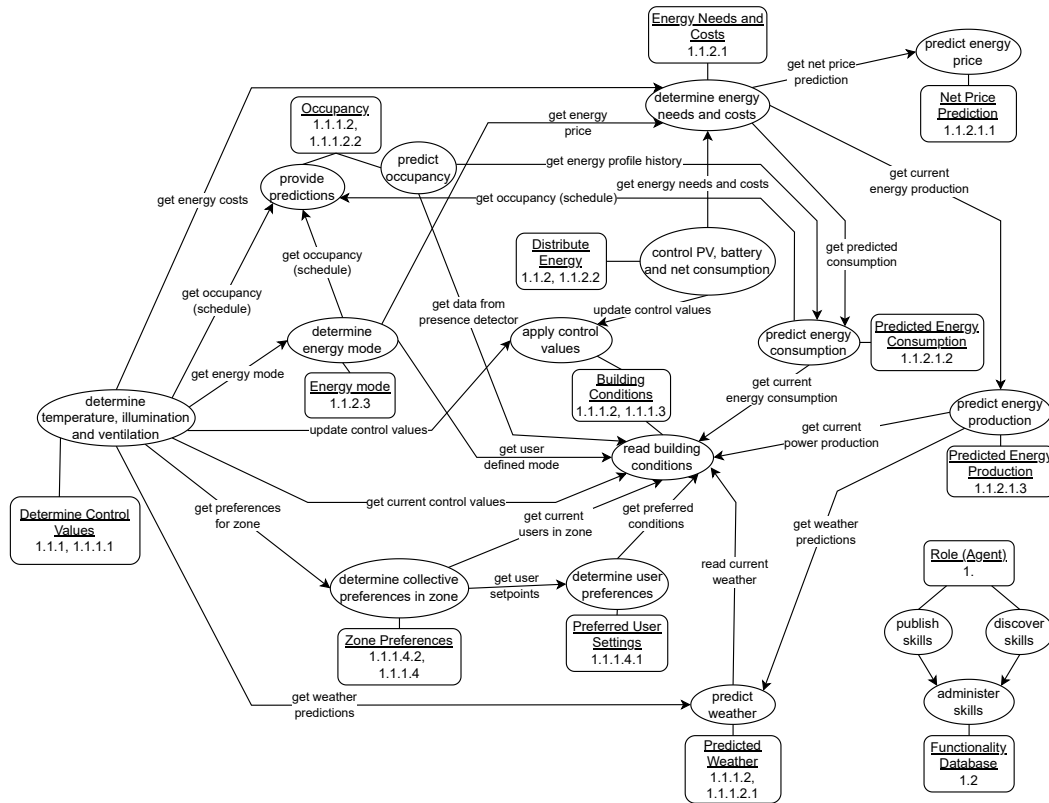 Energy Needs and
Costs
1.1.2.1
predict energy
price
get net price
prediction
Net Price
Prediction
1.1.2.1.1
determine energy
needs and costs
Occupancy
1.1.1.2,
1.1.1.2.2
get energy
price
predict
occupancy
get energy profile history
provide
predictions
get energy needs and costs
get occupancy (schedule)
get energy costs
get current
energy production
Distribute
Energy
1.1.2, 1.1.2.2
control PV, battery
and net consumption
get predicted
consumption
get occupancy
(schedule)
get occupancy
(schedule)
get data from
presence detector
update control values
determine
energy mode
apply control
values
predict energy
consumption
Predicted Energy
Consumption
1.1.2.1.2
get energy mode
Energy mode
1.1.2.3
Building
Conditions
1.1.1.2, 1.1.1.3
get current
energy consumption
determine
temperature, illumination
and ventilation
update control values
get user
defined mode
read building
conditions
get current
power production
predict energy
production
Predicted Energy
Production
1.1.2.1.3
Determine Control
Values
1.1.1, 1.1.1.1
get preferences
for zone
get current control values
get current
users in zone
get preferred
conditions
get weather
predictions
determine collective
preferences in zone
get user
setpoints
determine user
preferences
read current
weather
Role (Agent)
1.
Zone Preferences
1.1.1.4.2,
1.1.1.4
Preferred User
Settings
1.1.1.4.1
publish
skills
discover
skills
get weather
predictions
predict
weather
administer
skills
Predicted
Weather
1.1.1.2,
1.1.1.2.1
Functionality
Database
1.2